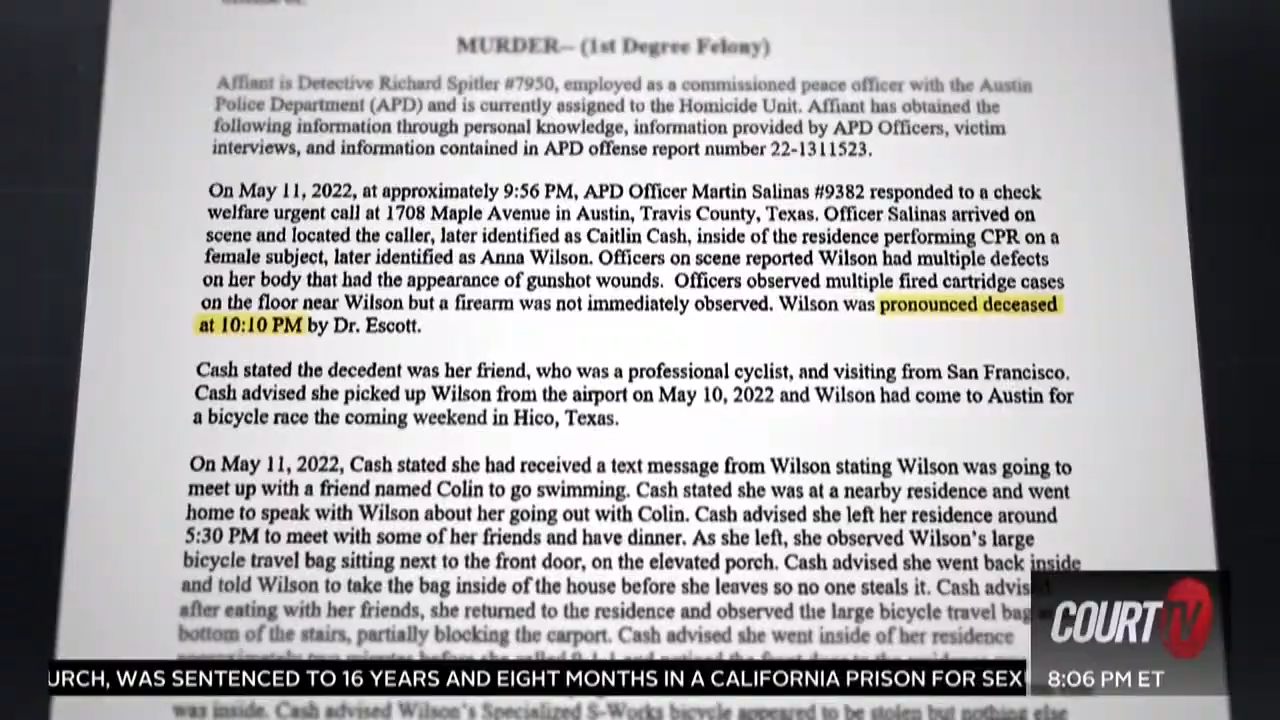 MURDER– (1st Degree Felony)
Affiant is Detective Richard Spitler #7950, employed as a commissioned peace officer with the Austin
Police Department (APD) and is currently assigned to the Homicide Unit. Affiant has obtained the
following information through personal knowledge, information provided by APD Officers, victim
interviews, and information contained in APD offense report number 22-1311523.
On May 11, 2022, at approximately 9:56 PM, APD Officer Martin Salinas #9382 responded to a check
welfare urgent call at 1708 Maple Avenue in Austin, Travis County, Texas. Officer Salinas arrived on
scene and located the caller, later identified as Caitlin Cash, inside of the residence performing CPR on a
female subject, later identified as Anna Wilson. Officers on scene reported Wilson had multiple defects
on her body that had the appearance of gunshot wounds. Officers observed multiple fired cartridge cases
on the floor near Wilson but a firearm was not immediately observed. Wilson was pronounced deceased
at 10:10 PM by Dr. Escott.
Cash stated the decedent was her friend, who was a professional cyclist, and visiting from San Francisco.
Cash advised she picked up Wilson from the airport on May 10, 2022 and Wilson had come to Austin for
a bicycle race the coming weekend in Hico, Texas.
On May 11, 2022, Cash stated she had received a text message from Wilson stating Wilson was going to
meet up with a friend named Colin to go swimming. Cash stated she was at a nearby residence and went
home to speak with Wilson about her going out with Colin. Cash advised she left her residence around
5:30 PM to meet with some of her friends and have dinner. As she left, she observed Wilson's large
bicycle travel bag sitting next to the front door, on the elevated porch. Cash advised she went back inside
and told Wilson to take the bag inside of the house before she leaves so no one steals it. Cash advis
after eating with her friends, she returned to the residence and observed the large bicycle travel bag
bottom of the stairs, partially blocking the carport. Cash advised she went inside of her residence
COURT TV
URCH, WAS SENTENCED TO 16 YEARS AND EIGHT MONTHS IN A CALIFORNIA PRISON FOR SEX
8:06 PM ET
was inside. Cash advised Wilson's Specialized S-Works bicycle appeared to be stolen but nothing else